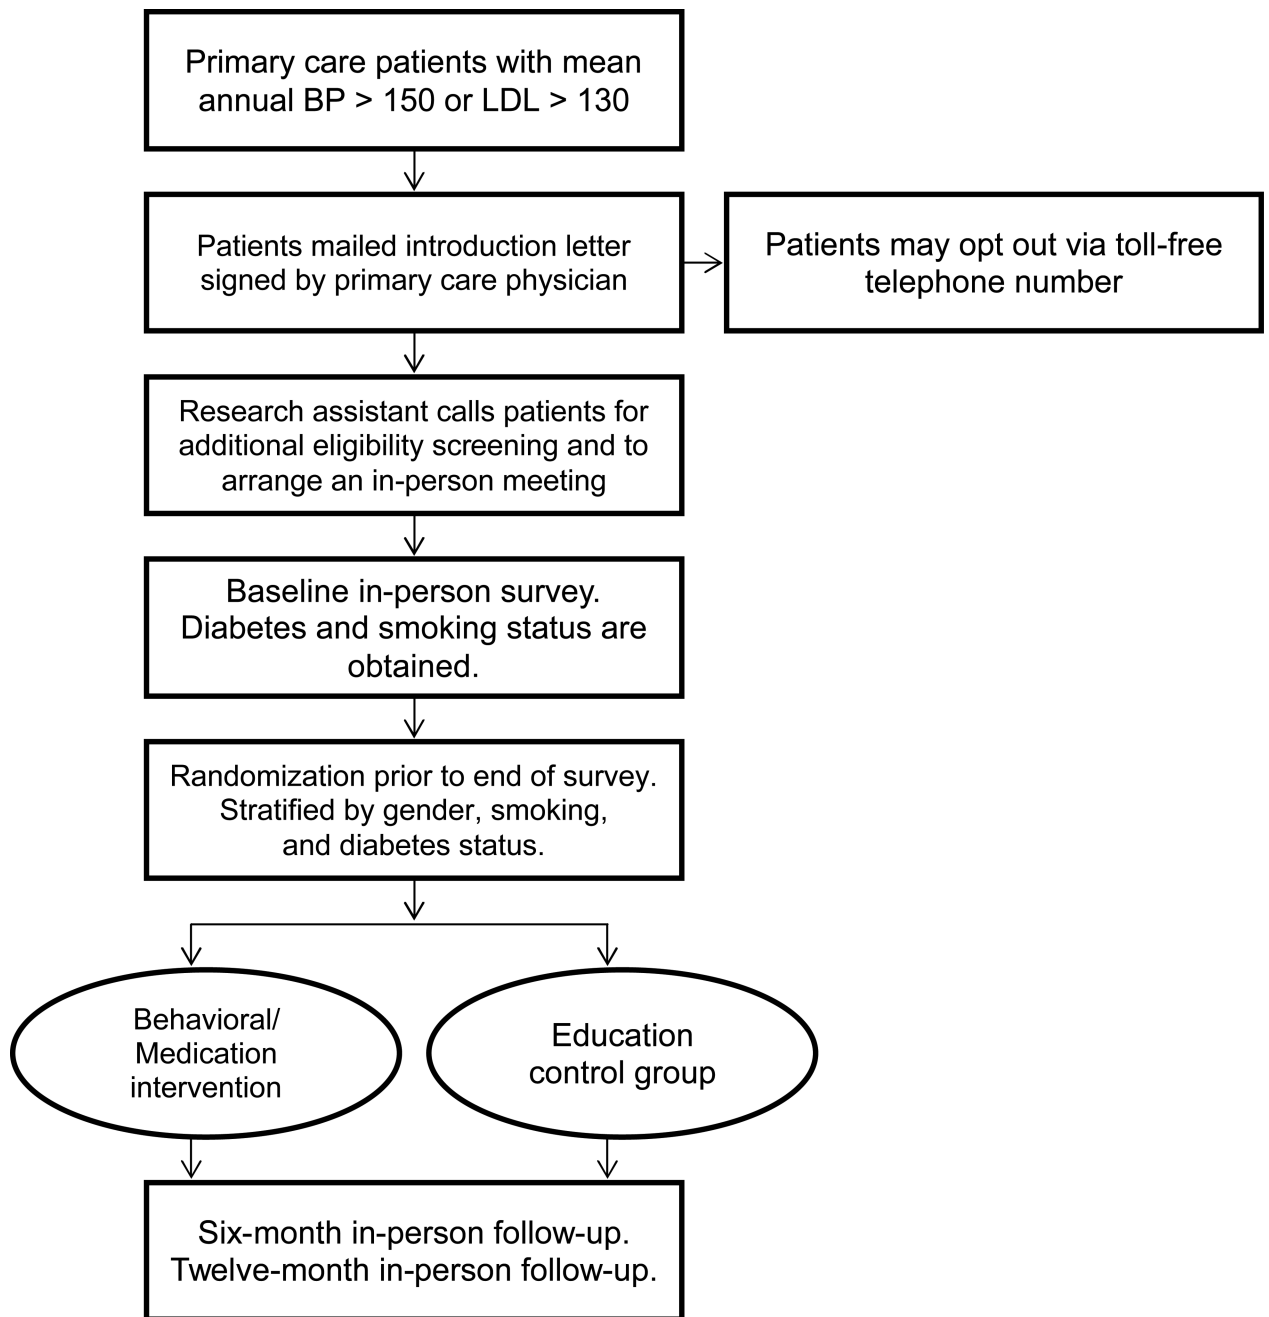 Primary care patients with mean
annual BP > 150 or LDL > 130
Patients mailed introduction letter
signed by primary care physician
Patients may opt out via toll-free
telephone number
Research assistant calls patients for
additional eligibility screening and to
arrange an in-person meeting
Baseline in-person survey.
Diabetes and smoking status are
obtained.
Randomization prior to end of survey.
Stratified by gender, smoking,
and diabetes status.
Behavioral/
Medication
intervention
Education
control group
Six-month in-person follow-up.
Twelve-month in-person follow-up.